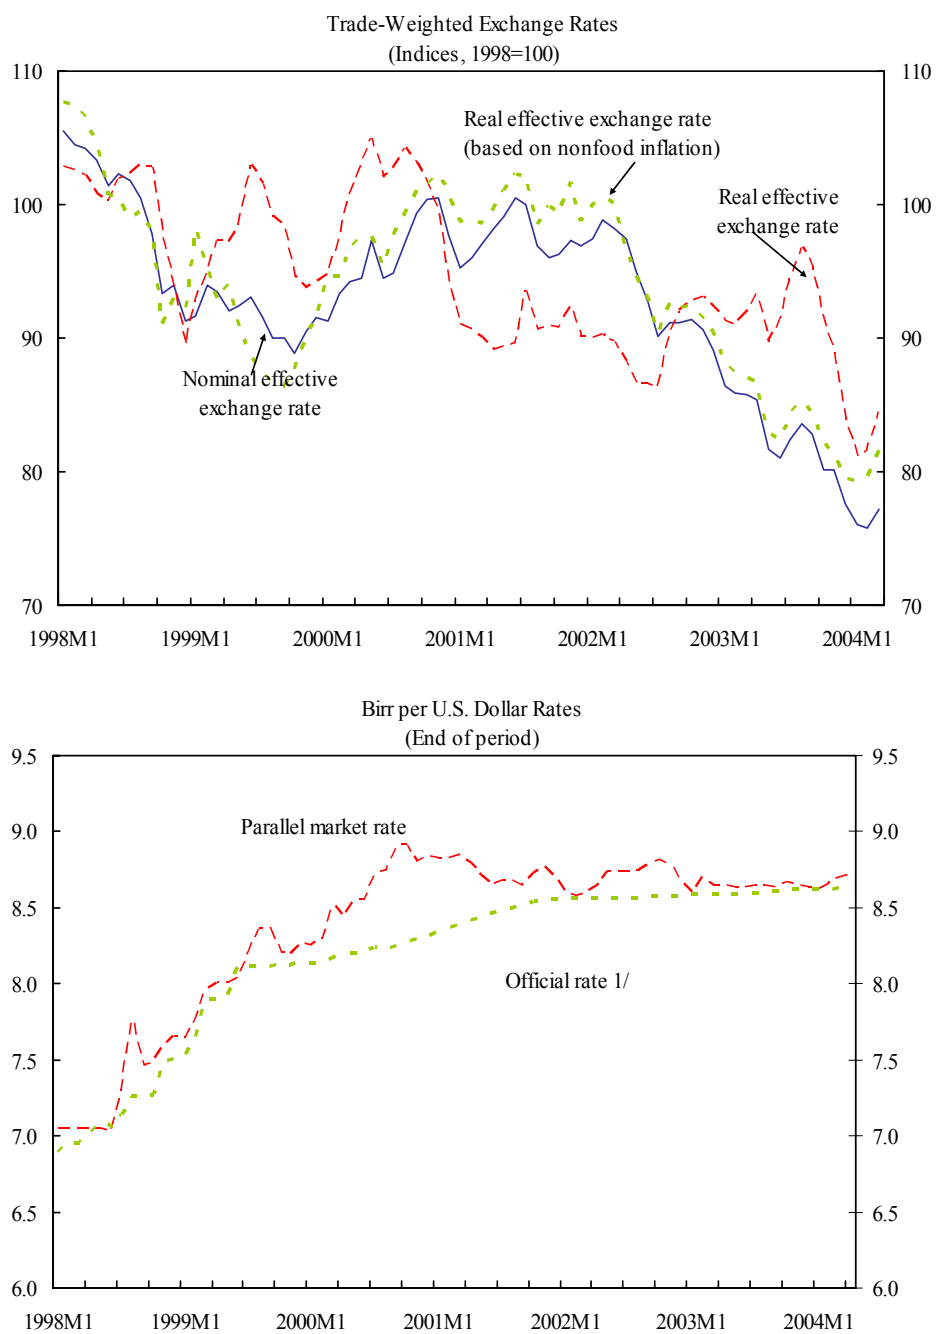 Trade-Weighted Exchange Rates
(Indices, 1998=100)
110
110
Real effective exchange rate
(based on nonfood inflation)
100
100
Real effective
exchange rate
90
90
Nominal effective
exchange rate
80
80
70
70
1998M1 1999M1 2000M1 2001M1 2002M1 2003M1 2004M1
Birr per U.S. Dollar Rates
(End of period)
9.5
9.5
Parallel market rate
9.0
9.0
8.5
8.5
8.0
8.0
Official rate 1/
7.5
7.5
7.0
7.0
6.5
6.5
6.0
6.0
1998M1 1999M1 2000M1 2001M1 2002M1 2003M1 2004M1